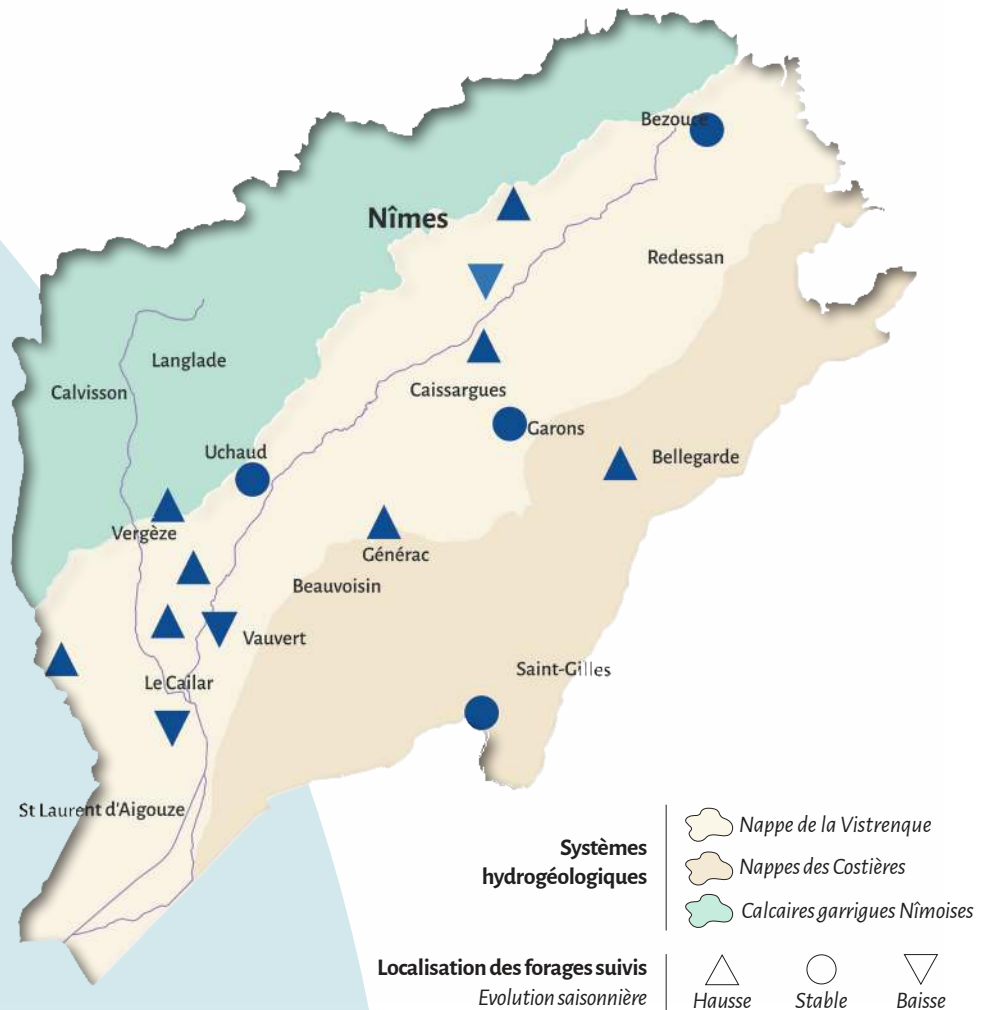 Bezouce
Nîmes
Redessan
Langlade
Calvisson
Caissargues
Garons
Uchaud
Bellegarde
Vergèze
Générac
Beauvoisin
Vauvert
Saint-Gilles
Le Cailar
St Laurent d'Aigouze
Systèmes
hydrogéologiques
Nappe de la Vistrenque
Nappes des Costières
Calcaires garrigues Nîmoises
Localisation des forages suivis
Evolution saisonnière
Hausse Stable Baisse